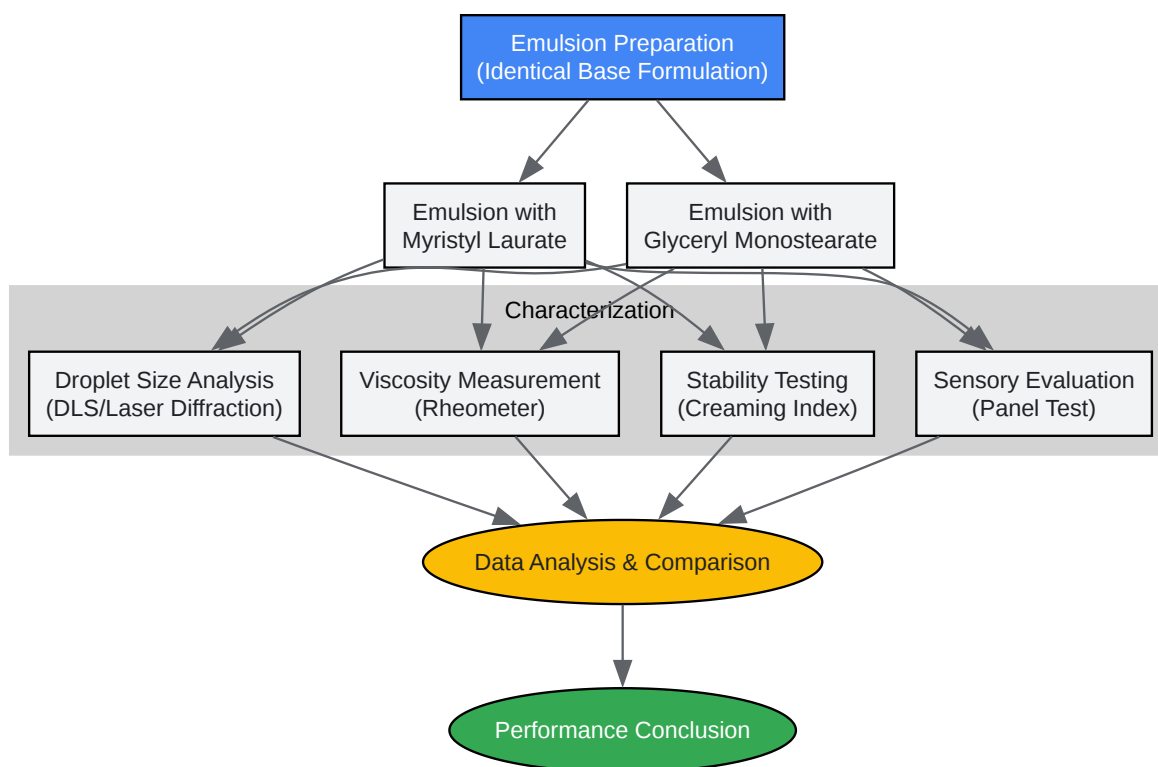 Emulsion Preparation
(Identical Base Formulation)
Emulsion with
Myristyl Laurate
Emulsion with
Glyceryl Monostearate
Characterization
Droplet Size Analysis
(DLS/Laser Diffraction)
Viscosity Measurement
(Rheometer)
Stability Testing
(Creaming Index)
Sensory Evaluation
(Panel Test)
Data Analysis & Comparison
Performance Conclusion